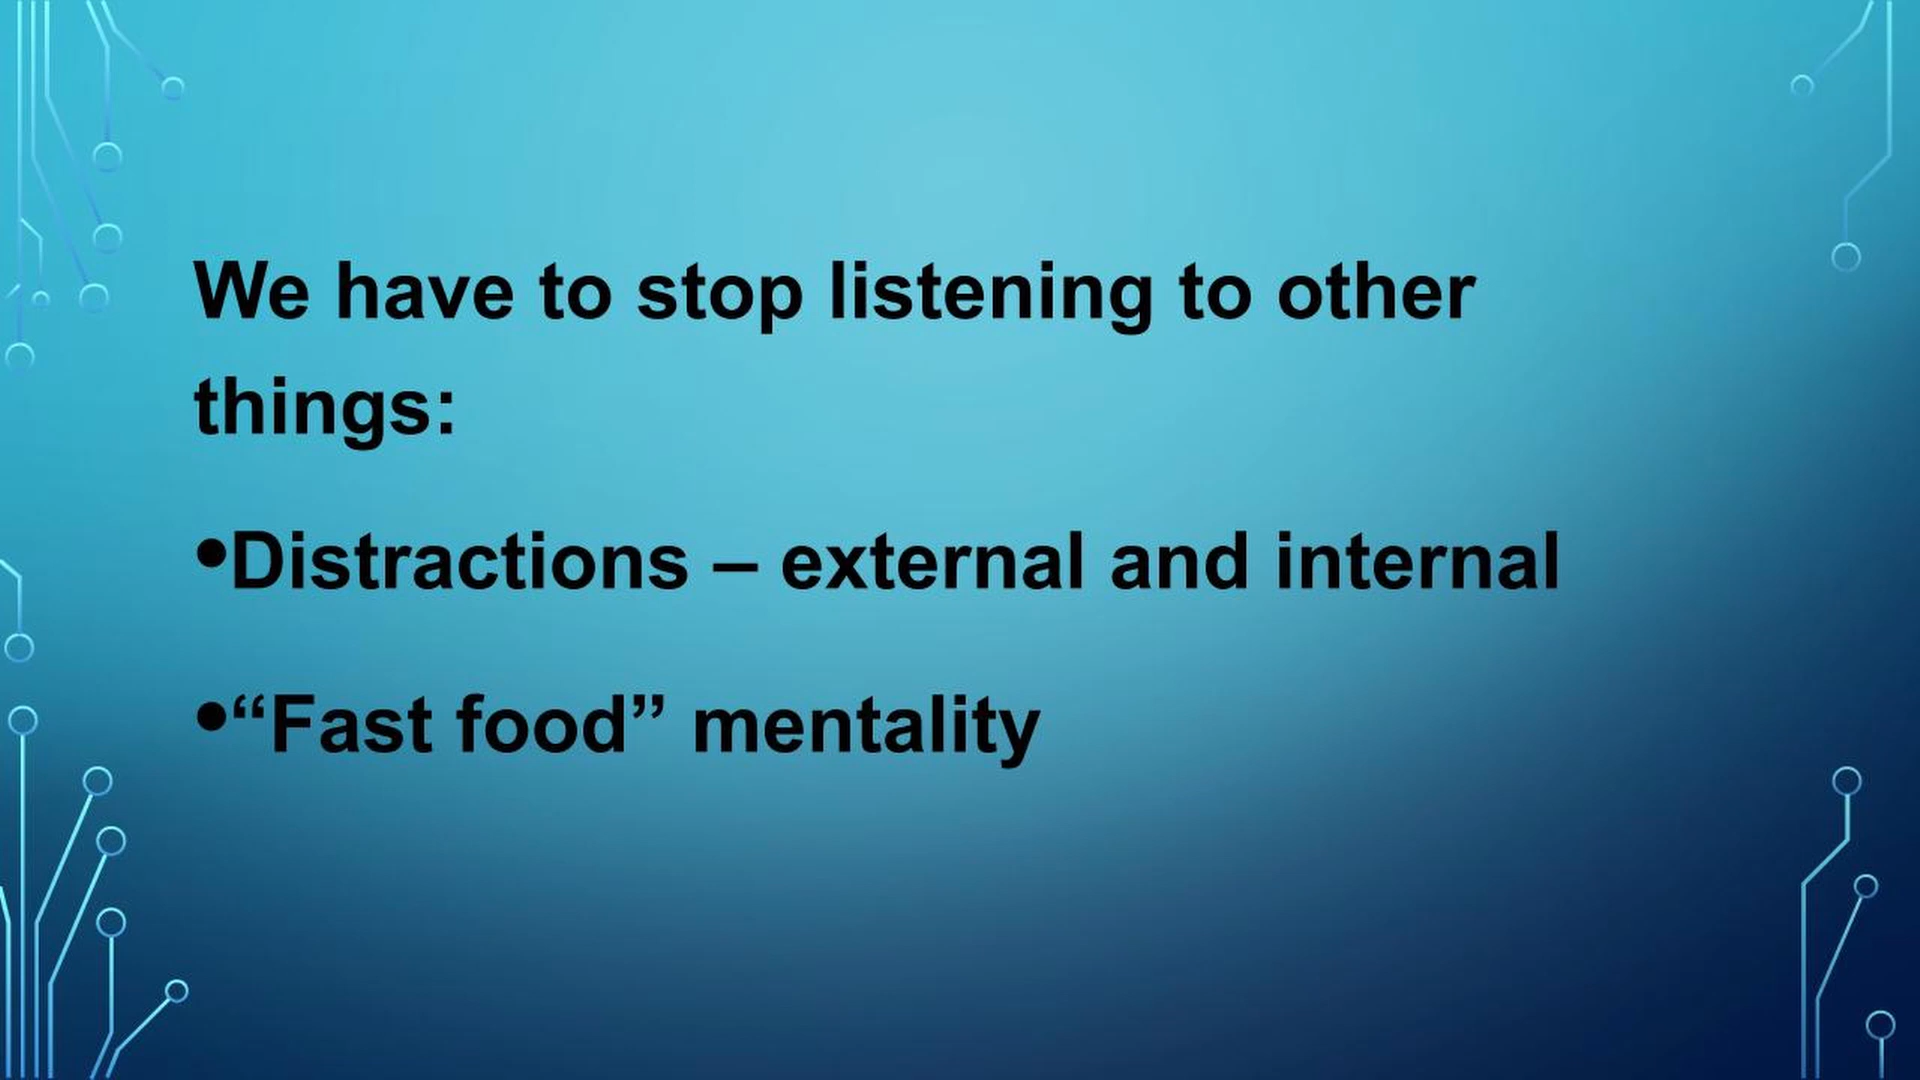 We have to stop listening to other
things:
•Distractions – external and internal
•“Fast food” mentality